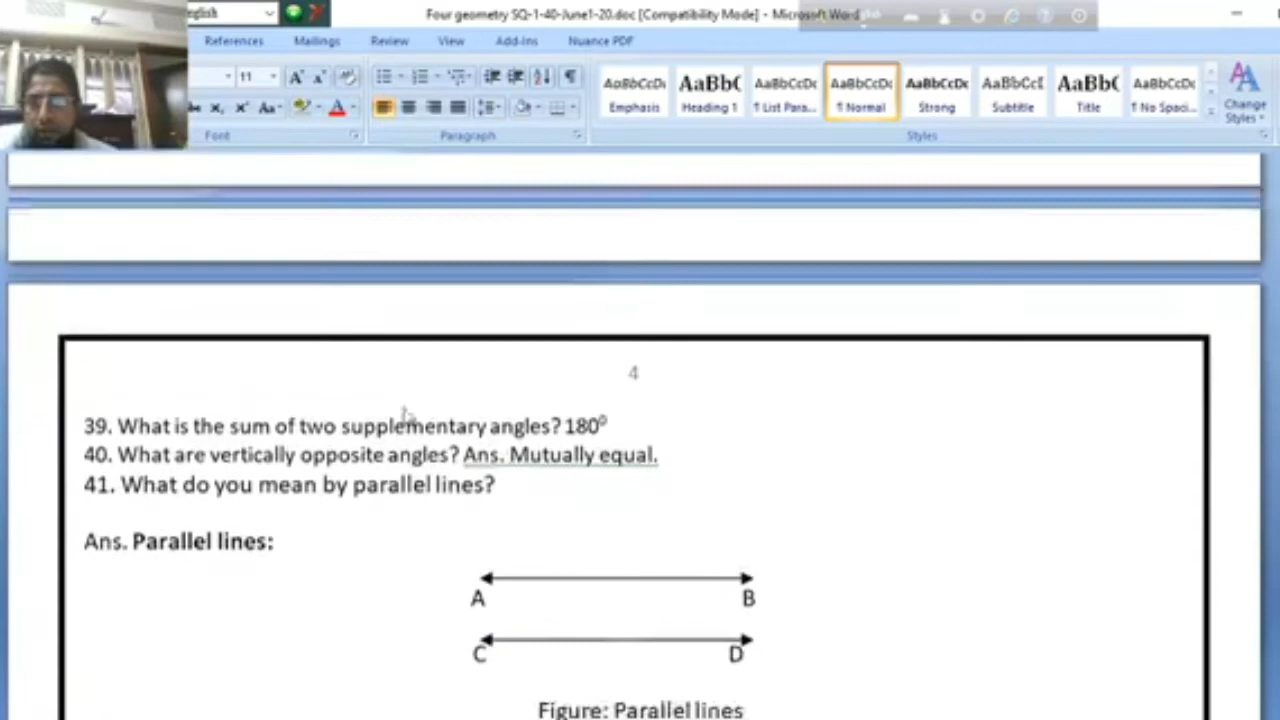 nglish
Four geometry SQ-1-40-June1-20.doc [Compatibility Mode] - Microsoft Word
References Mailings Review View Add-Ins Nuance PDF
11
AaBbCcDc AaBbC AaBbCcDc AaBbCcDc AaBbCcDc AaBbCcD AaBbC AaBbCcDc
Emphasis Heading 1 ¶ List Para... ¶ Normal Strong Subtitle Title ¶ No Spaci... Change Styles
Font Paragraph Styles
4
39. What is the sum of two supplementary angles? 180⁰
40. What are vertically opposite angles? Ans. Mutually equal.
41. What do you mean by parallel lines?
Ans. Parallel lines:
A B
C D
Figure: Parallel lines